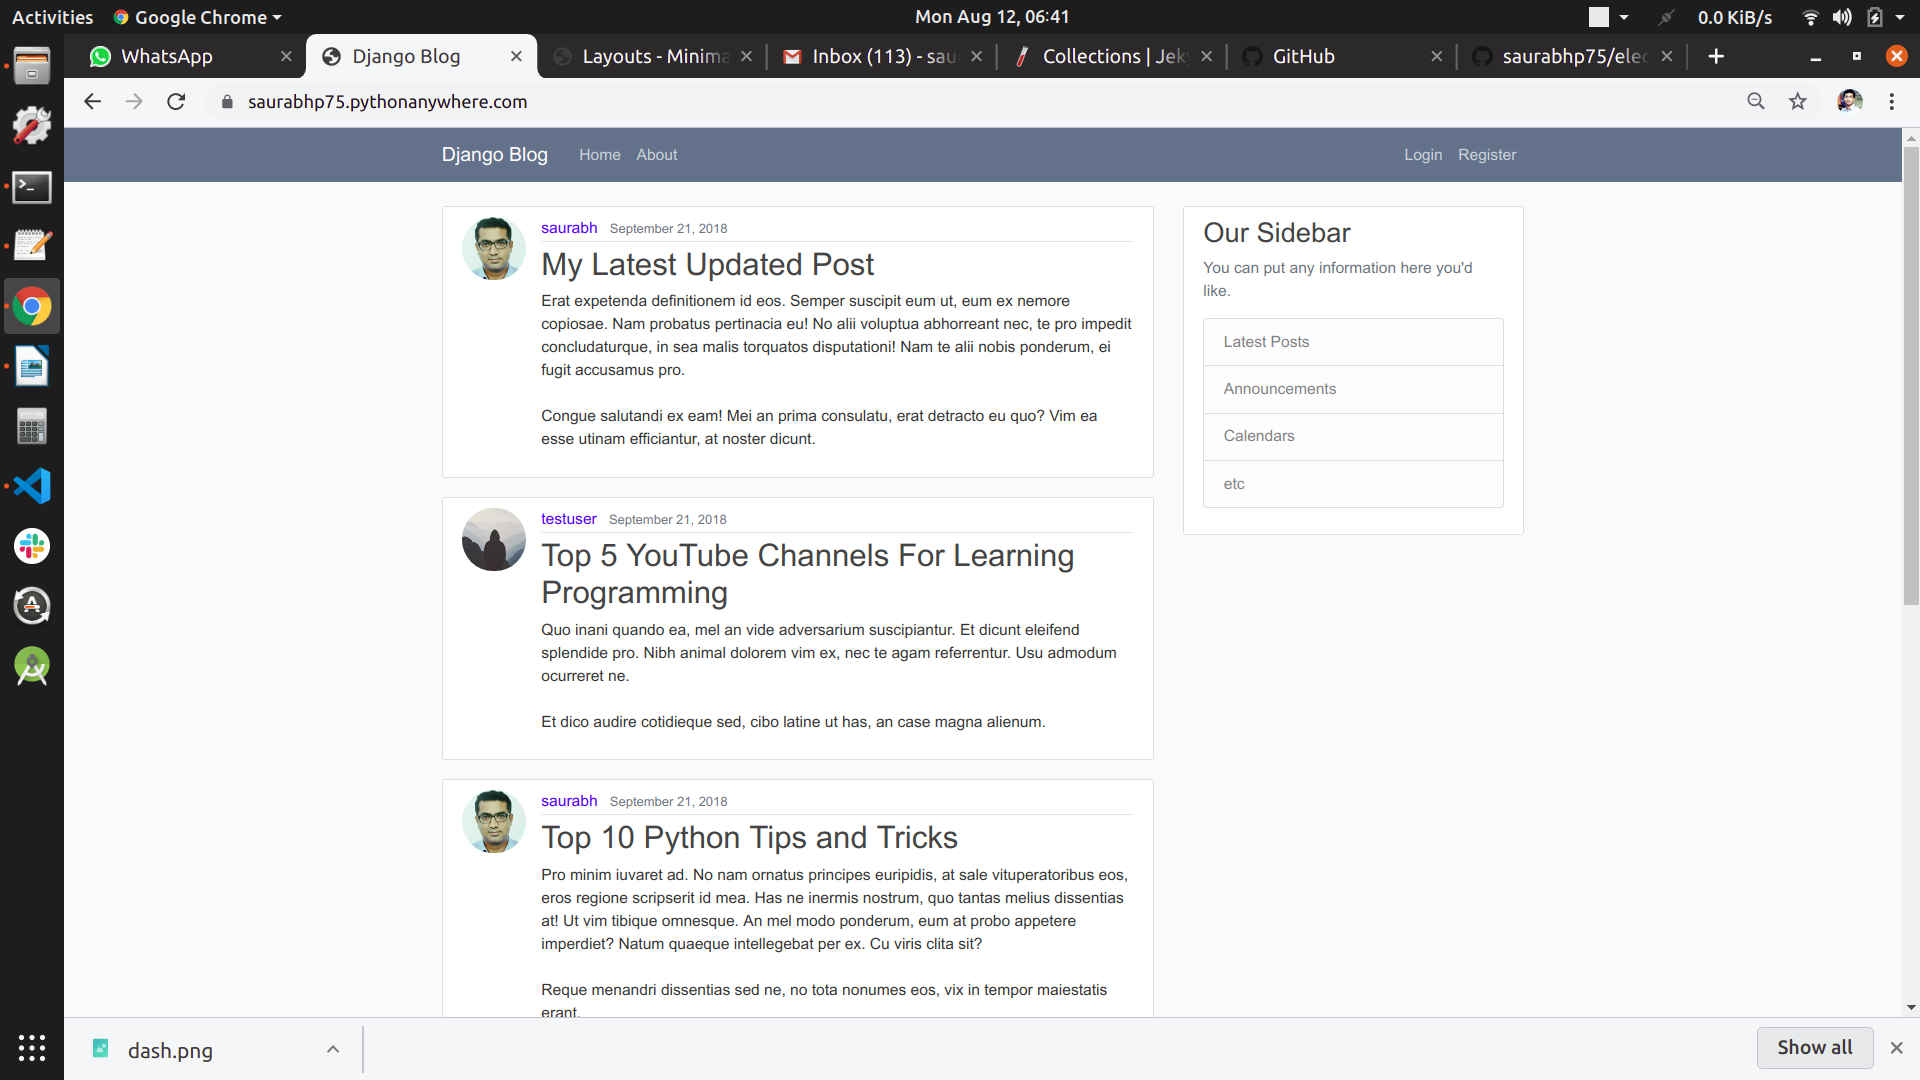 Activities
Google Chrome
Mon Aug 12, 06:41
0.0 KiB/s
WhatsApp
Django Blog
Layouts - Minima
Inbox (113) - sau
Collections | Jek
GitHub
saurabhp75/elec
saurabhp75.pythonanywhere.com
Django Blog
Home
About
Login
Register
saurabh September 21, 2018
My Latest Updated Post
Erat expetenda definitionem id eos. Semper suscipit eum ut, eum ex nemore
copiosae. Nam probatus pertinacia eu! No alii voluptua abhorreant nec, te pro impedit
concludaturque, in sea malis torquatos disputationi! Nam te alii nobis ponderum, ei
fugit accusamus pro.
Congue salutandi ex eam! Mei an prima consulatu, erat detracto eu quo? Vim ea
esse utinam efficiantur, at noster dicunt.
testuser September 21, 2018
Top 5 YouTube Channels For Learning
Programming
Quo inani quando ea, mel an vide adversarium suscipiantur. Et dicunt eleifend
splendide pro. Nibh animal dolorem vim ex, nec te agam referrentur. Usu admodum
ocurreret ne.
Et dico audire cotidieque sed, cibo latine ut has, an case magna alienum.
saurabh September 21, 2018
Top 10 Python Tips and Tricks
Pro minim iuvaret ad. No nam ornatus principes euripidis, at sale vituperatoribus eos,
eros regione scripserit id mea. Has ne inermis nostrum, quo tantas melius dissentias
at! Ut vim tibique omnesque. An mel modo ponderum, eum at probo appetere
imperdiet? Natum quaeque intellegebat per ex. Cu viris clita sit?
Reque menandri dissentias sed ne, no tota nonumes eos, vix in tempor maiestatis
erant.
Our Sidebar
You can put any information here you'd
like.
Latest Posts
Announcements
Calendars
etc
dash.png
Show all